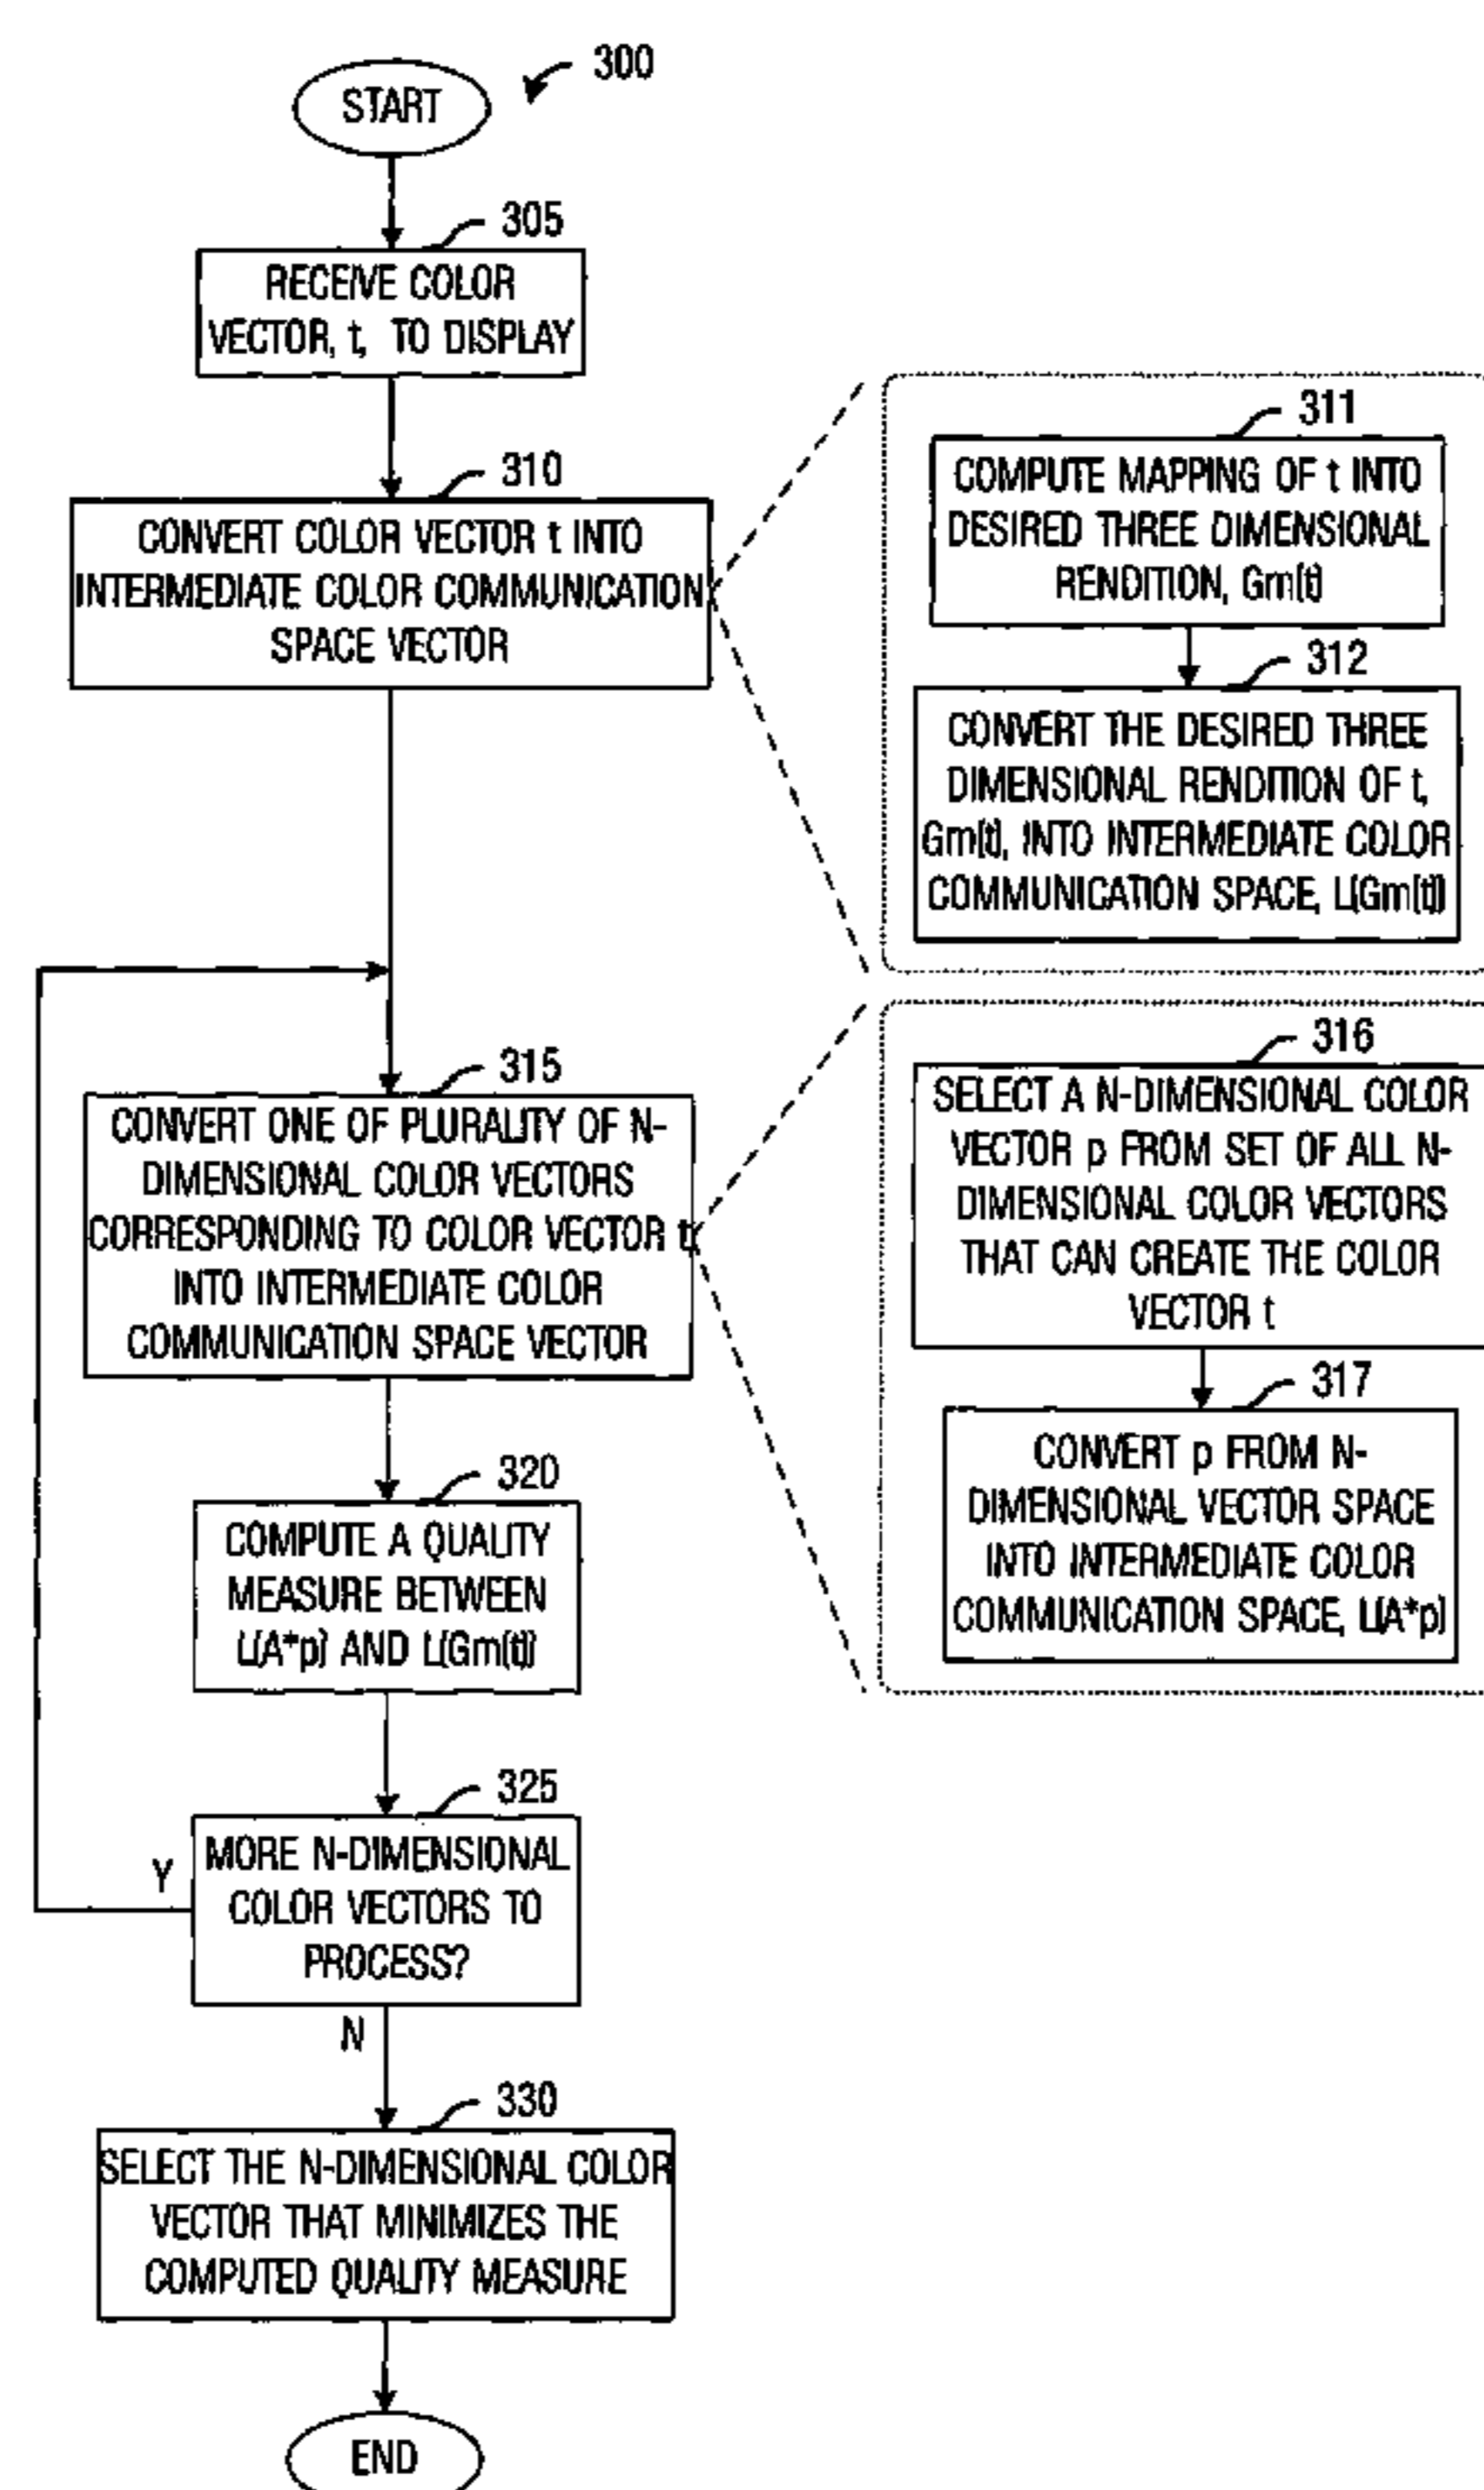 START
300
305
RECEIVE COLOR
VECTOR, t, TO DISPLAY
310
CONVERT COLOR VECTOR t INTO
INTERMEDIATE COLOR COMMUNICATION
SPACE VECTOR
311
COMPUTE MAPPING OF t INTO
DESIRED THREE DIMENSIONAL
RENDITION, Gm(t)
312
CONVERT THE DESIRED THREE
DIMENSIONAL RENDITION OF t,
Gm(t), INTO INTERMEDIATE COLOR
COMMUNICATION SPACE, L(Gm(t))
315
CONVERT ONE OF PLURALITY OF N-
DIMENSIONAL COLOR VECTORS
CORRESPONDING TO COLOR VECTOR t
INTO INTERMEDIATE COLOR
COMMUNICATION SPACE VECTOR
316
SELECT A N-DIMENSIONAL COLOR
VECTOR p FROM SET OF ALL N-
DIMENSIONAL COLOR VECTORS
THAT CAN CREATE THE COLOR
VECTOR t
317
CONVERT p FROM N-
DIMENSIONAL VECTOR SPACE
INTO INTERMEDIATE COLOR
COMMUNICATION SPACE, L(A*p)
320
COMPUTE A QUALITY
MEASURE BETWEEN
L(A*p) AND L(Gm(t))
325
MORE N-DIMENSIONAL
COLOR VECTORS TO
PROCESS?
Y
N
330
SELECT THE N-DIMENSIONAL COLOR
VECTOR THAT MINIMIZES THE
COMPUTED QUALITY MEASURE
END